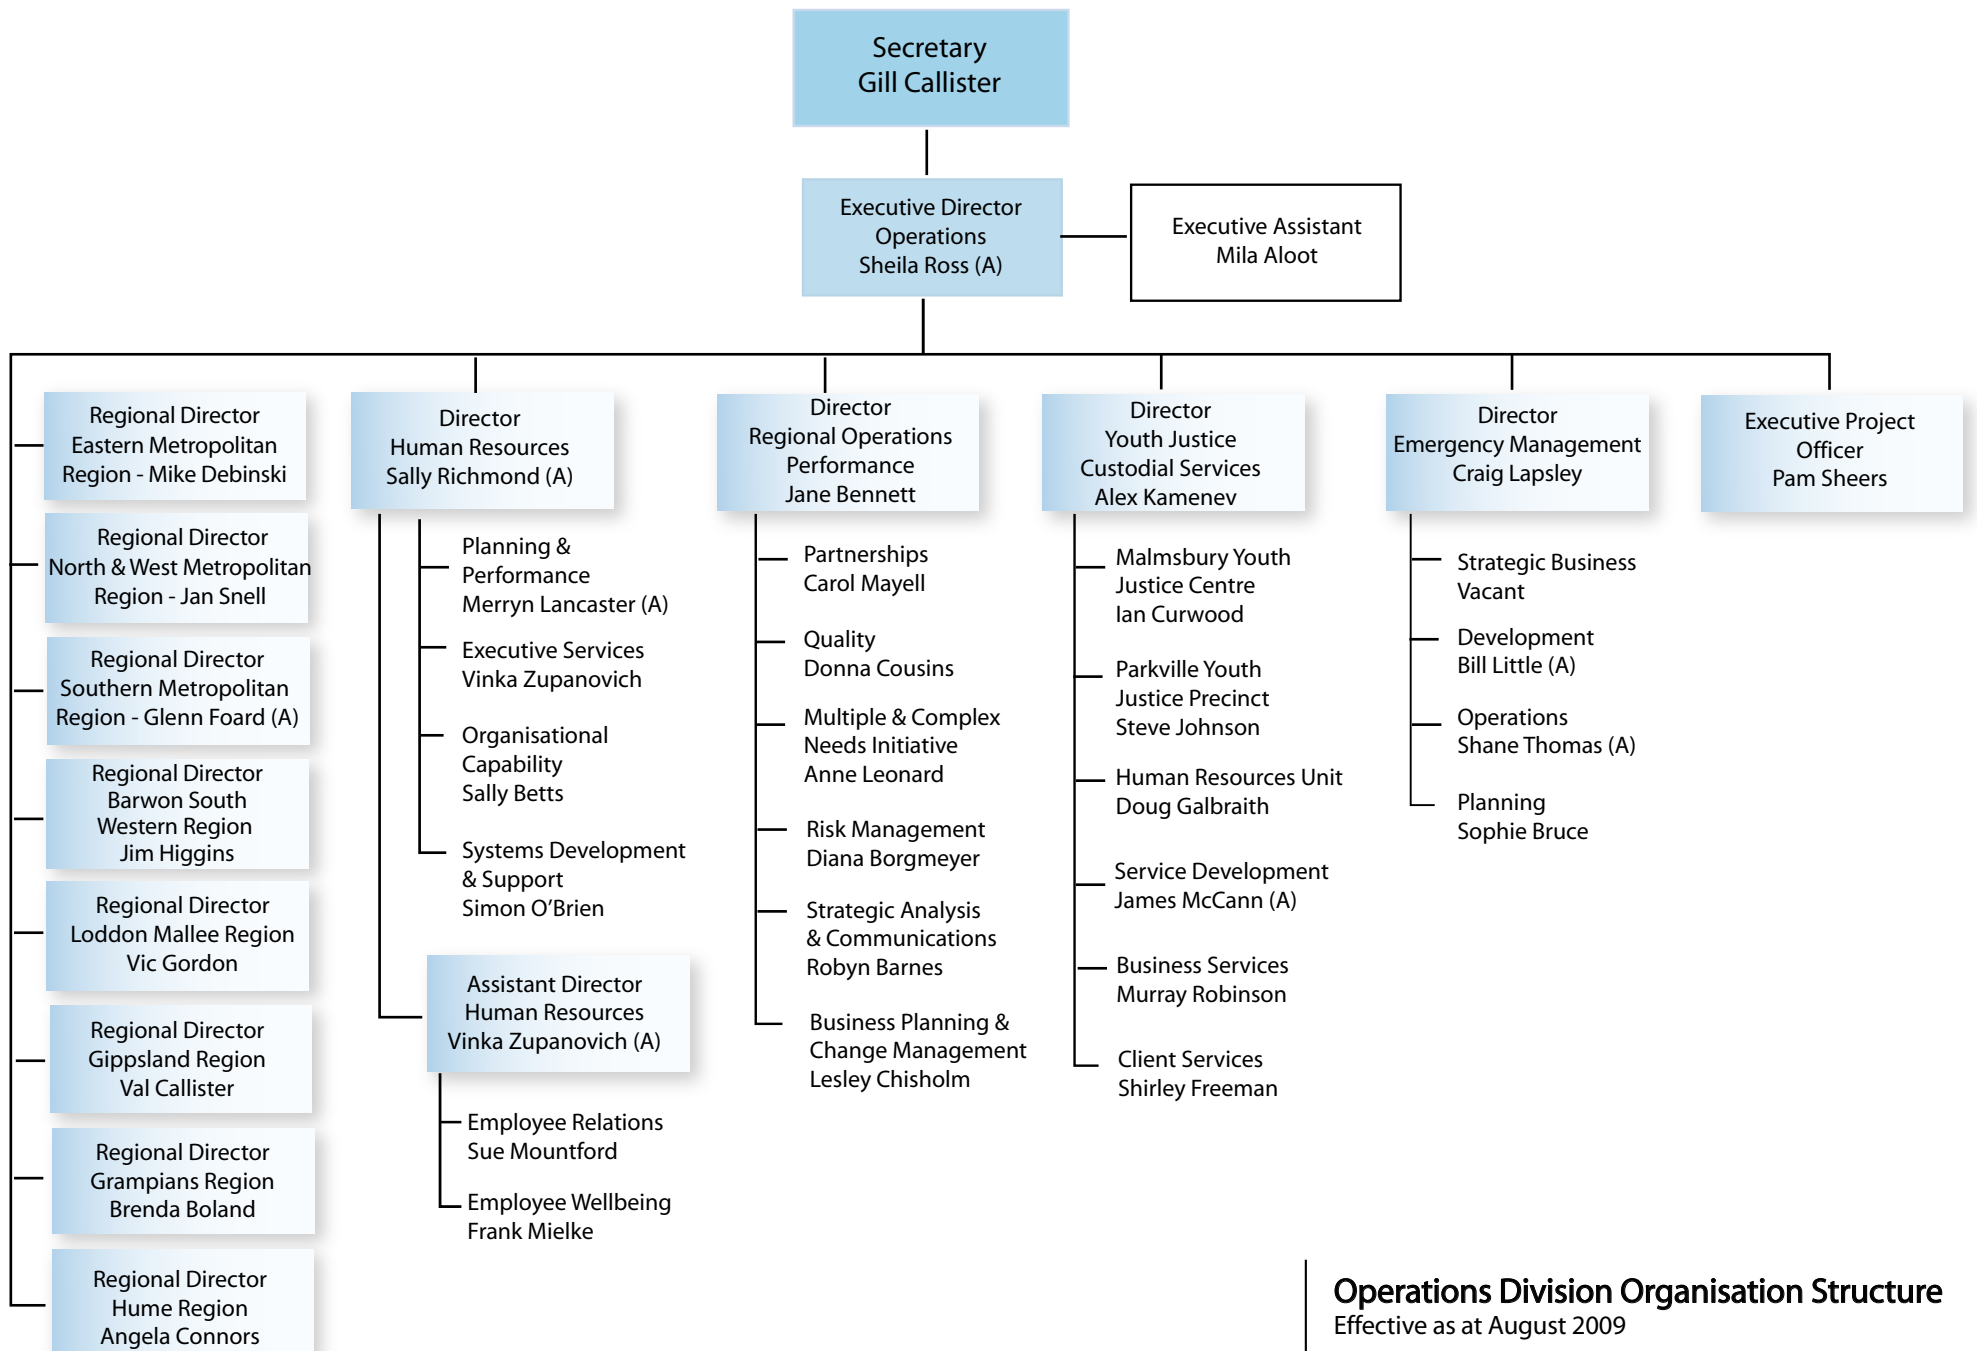 Secretary
Gill Callister
Executive Director
Operations
Sheila Ross (A)
Executive Assistant
Mila Aloot
Regional Director
Eastern Metropolitan
Region - Mike Debinski
Regional Director
North & West Metropolitan
Region - Jan Snell
Regional Director
Southern Metropolitan
Region - Glenn Foard (A)
Regional Director
Barwon South
Western Region
Jim Higgins
Regional Director
Loddon Mallee Region
Vic Gordon
Regional Director
Gippsland Region
Val Callister
Regional Director
Grampians Region
Brenda Boland
Regional Director
Hume Region
Angela Connors
Director
Human Resources
Sally Richmond (A)
Planning &
Performance
Merryn Lancaster (A)
Executive Services
Vinka Zupanovich
Organisational
Capability
Sally Betts
Systems Development
& Support
Simon O’Brien
Assistant Director
Human Resources
Vinka Zupanovich (A)
Employee Relations
Sue Mountford
Employee Wellbeing
Frank Mielke
Director
Regional Operations
Performance
Jane Bennett
Partnerships
Carol Mayell
Quality
Donna Cousins
Multiple & Complex
Needs Initiative
Anne Leonard
Risk Management
Diana Borgmeyer
Strategic Analysis
& Communications
Robyn Barnes
Business Planning &
Change Management
Lesley Chisholm
Director
Youth Justice
Custodial Services
Alex Kamenev
Malmsbury Youth
Justice Centre
Ian Curwood
Parkville Youth
Justice Precinct
Steve Johnson
Human Resources Unit
Doug Galbraith
Service Development
James McCann (A)
Business Services
Murray Robinson
Client Services
Shirley Freeman
Director
Emergency Management
Craig Lapsley
Strategic Business
Vacant
Development
Bill Little (A)
Operations
Shane Thomas (A)
Planning
Sophie Bruce
Executive Project
Officer
Pam Sheers
Operations Division Organisation Structure
Effective as at August 2009